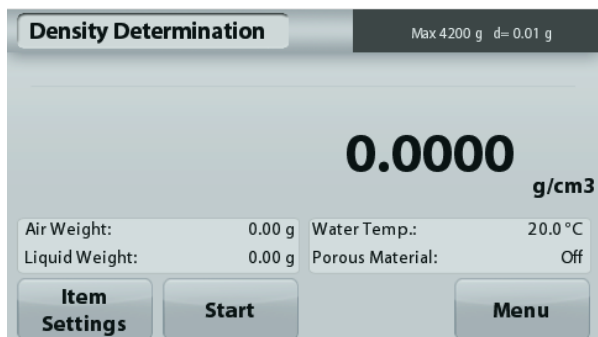 Density Determination
Max 4200 g d= 0.01 g
0.0000
g/cm3
Air Weight: 0.00 g Water Temp.: 20.0 °C
Liquid Weight: 0.00 g Porous Material: Off
Item Settings
Start
Menu